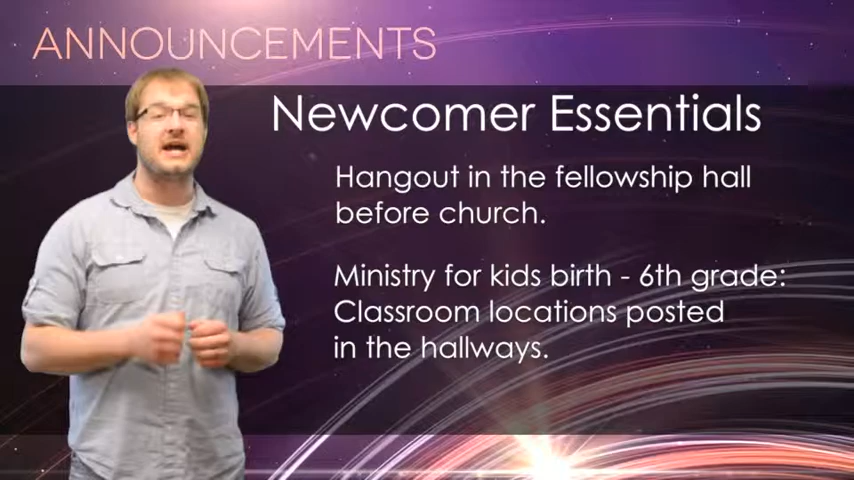 ANNOUNCEMENTS
Newcomer Essentials
Hangout in the fellowship hall
before church.
Ministry for kids birth - 6th grade:
Classroom locations posted
in the hallways.